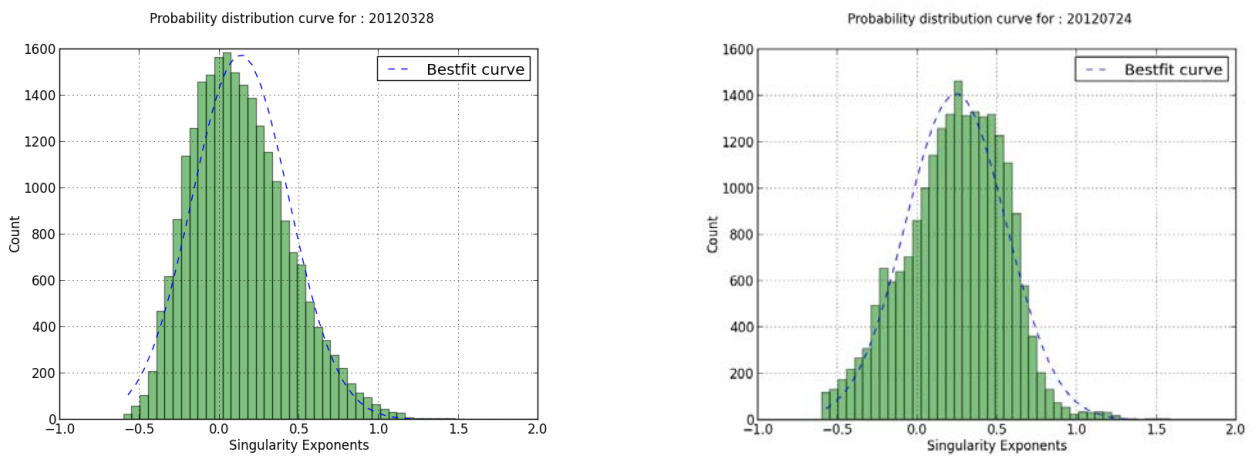 Probability distribution curve for : 20120328
1600
1400
1200
1000
800
600
400
200
0
Count
Bestfit curve
−1.0 −0.5 0.0 0.5 1.0 1.5 2.0
Singularity Exponents
Probability distribution curve for : 20120724
1600
1400
1200
1000
800
600
400
200
0
Count
Bestfit curve
−1.0 −0.5 0.0 0.5 1.0 1.5 2.0
Singularity Exponents